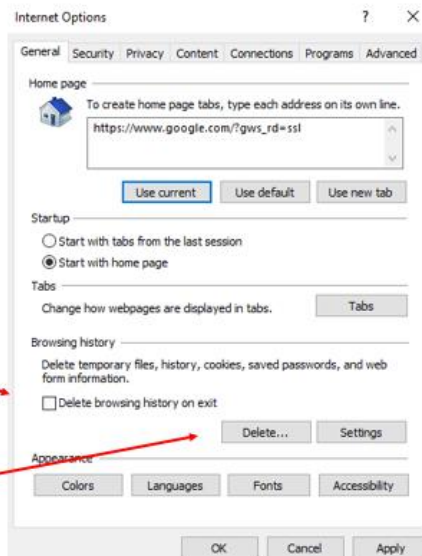 Internet Options ? X
General Security Privacy Content Connections Programs Advanced
Home page
To create home page tabs, type each address on its own line.
https://www.google.com/?gws_rd=ssl
Use current Use default Use new tab
Startup
Start with tabs from the last session
Start with home page
Tabs
Change how webpages are displayed in tabs. Tabs
Browsing history
Delete temporary files, history, cookies, saved passwords, and web
form information.
Delete browsing history on exit
Delete... Settings
Appearance
Colors Languages Fonts Accessibility
OK Cancel Apply